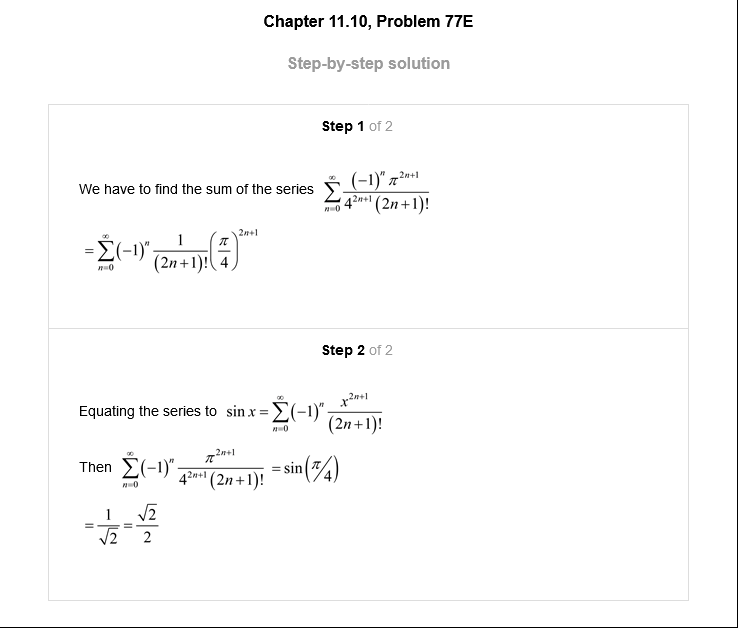 Chapter 11.10, Problem 77E
Step-by-step solution
Step 1 of 2
We have to find the sum of the series $\sum_{n=0}^{\infty} \frac{(-1)^n \pi^{2n+1}}{4^{2n+1}(2n+1)!}$
$= \sum_{n=0}^{\infty} (-1)^n \frac{1}{(2n+1)!} \left(\frac{\pi}{4}\right)^{2n+1}$
Step 2 of 2
Equating the series to $\sin x = \sum_{n=0}^{\infty} (-1)^n \frac{x^{2n+1}}{(2n+1)!}$
Then $\sum_{n=0}^{\infty} (-1)^n \frac{\pi^{2n+1}}{4^{2n+1}(2n+1)!} = \sin(\pi/4)$
$= \frac{1}{\sqrt{2}} = \frac{\sqrt{2}}{2}$